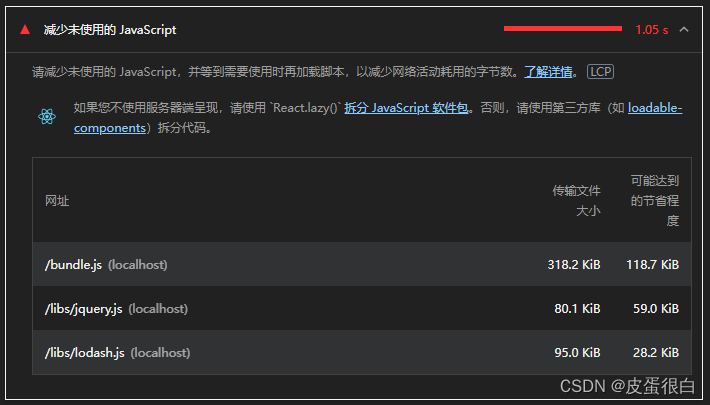 减少未使用的 JavaScript
1.05 s
请减少未使用的 JavaScript，并等到需要使用时再加载脚本，以减少网络活动耗用的字节数。了解详情。 LCP
如果您不使用服务器端呈现，请使用 `React.lazy()` 拆分 JavaScript 软件包。否则，请使用第三方库（如 loadable-
components）拆分代码。
网址
传输文件
大小
可能达到
的节省程
度
/bundle.js (localhost) 318.2 KiB 118.7 KiB
/libs/jquery.js (localhost) 80.1 KiB 59.0 KiB
/libs/lodash.js (localhost) 95.0 KiB 28.2 KiB
CSDN @皮蛋很白